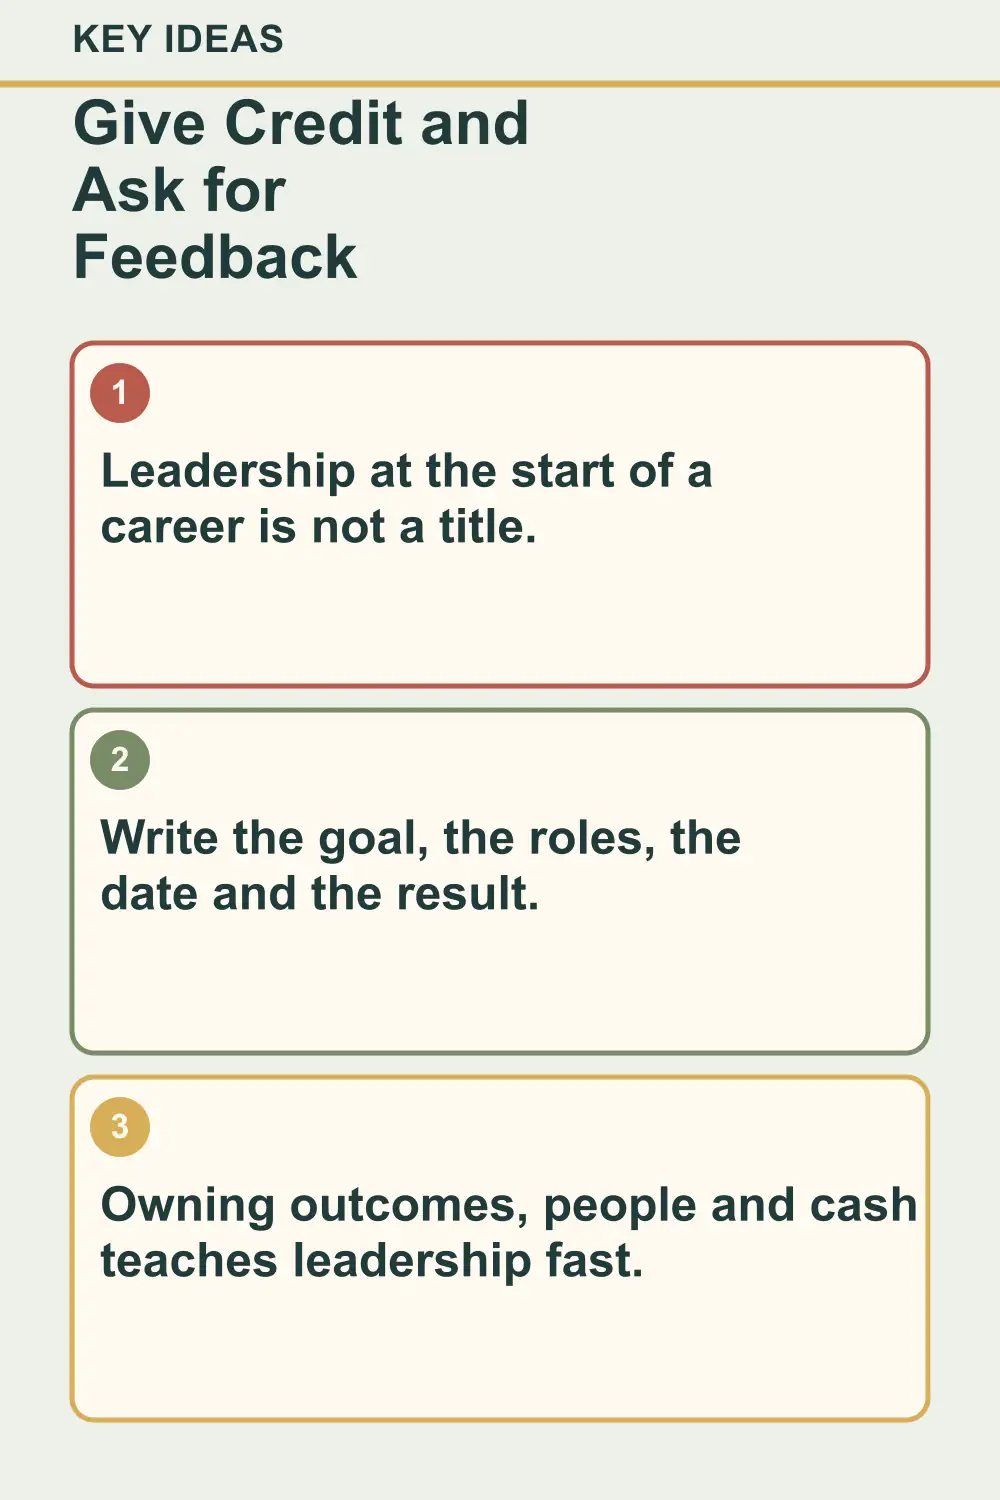 KEY IDEAS
Give Credit and
Ask for
Feedback
1
Leadership at the start of a
career is not a title.
2
Write the goal, the roles, the
date and the result.
3
Owning outcomes, people and cash
teaches leadership fast.